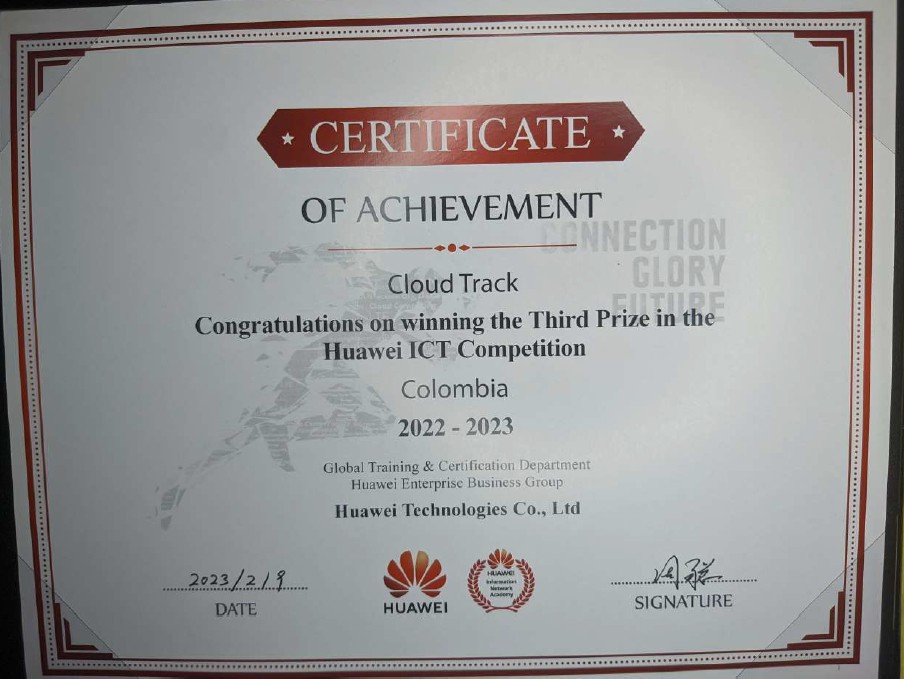 CERTIFICATE
OF ACHIEVEMENT
CONNECTION
GLORY
FUTURE
Cloud Track
Congratulations on winning the Third Prize in the
Huawei ICT Competition
Colombia
2022 - 2023
Global Training & Certification Department
Huawei Enterprise Business Group
Huawei Technologies Co., Ltd
2023/2/9
DATE
HUAWEI
HUAWEI
Information
Network
Academy
SIGNATURE